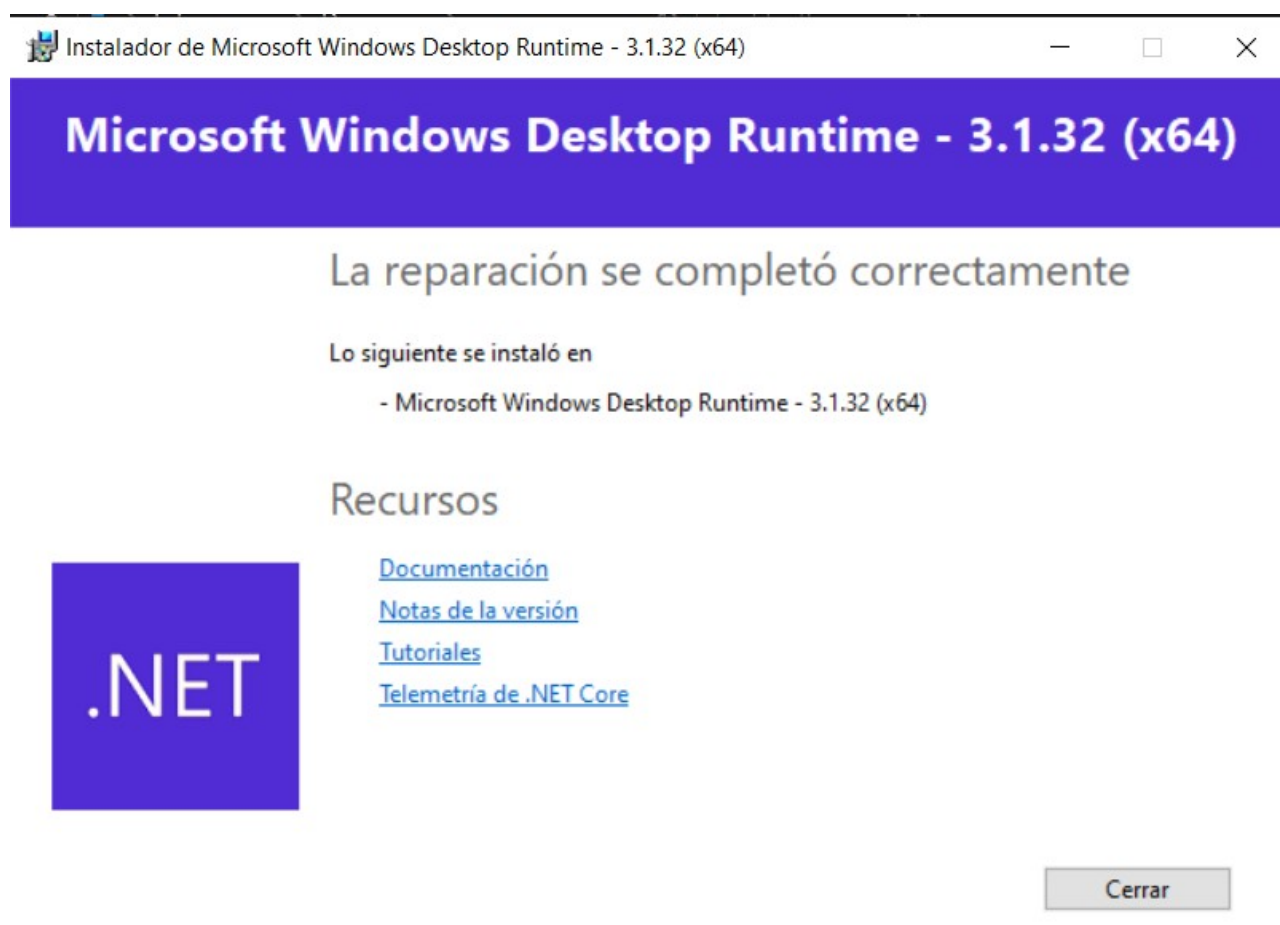 Instalador de Microsoft Windows Desktop Runtime - 3.1.32 (x64)
Microsoft Windows Desktop Runtime - 3.1.32 (x64)
La reparación se completó correctamente
Lo siguiente se instaló en
- Microsoft Windows Desktop Runtime - 3.1.32 (x64)
Recursos
Documentación
Notas de la versión
Tutoriales
Telemetría de .NET Core
.NET
Cerrar